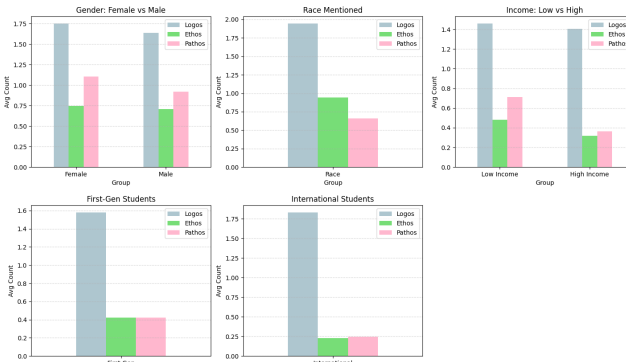 Gender: Female vs Male
Avg Count
1.75
1.50
1.25
1.00
0.75
0.50
0.25
0.00
Logos
Ethos
Pathos
Female
Male
Group
Race Mentioned
Avg Count
2.00
1.75
1.50
1.25
1.00
0.75
0.50
0.25
0.00
Logos
Ethos
Pathos
Race
Group
Income: Low vs High
Avg Count
1.4
1.2
1.0
0.8
0.6
0.4
0.2
0.0
Logos
Ethos
Pathos
Low Income
High Income
Group
First-Gen Students
Avg Count
1.6
1.4
1.2
1.0
0.8
0.6
0.4
0.2
0.0
Logos
Ethos
Pathos
International Students
Avg Count
1.75
1.50
1.25
1.00
0.75
0.50
0.25
0.00
Logos
Ethos
Pathos